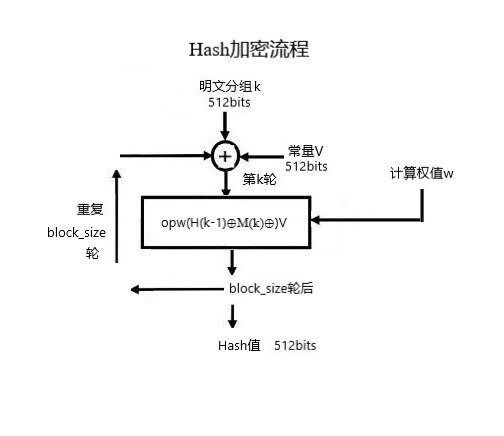 Hash加密流程
明文分组k
512bits
常量V
512bits
计算权值w
第k轮
重复
block_size
轮
opw(H(k-1)⊕M(k)⊕)V
block_size轮后
Hash值 512bits